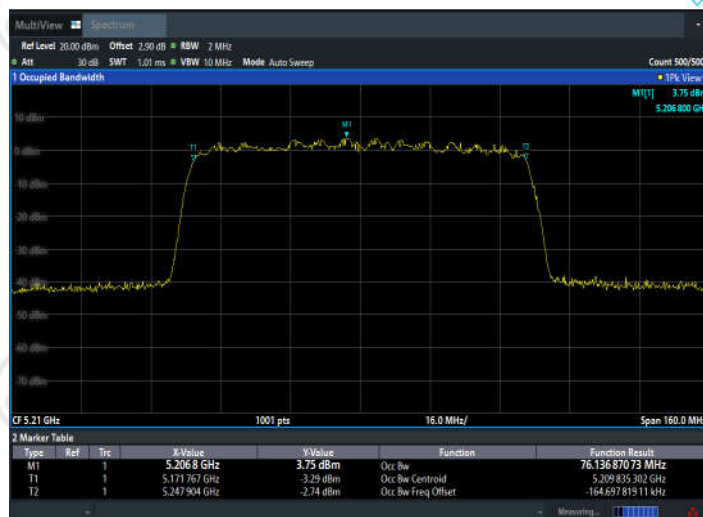 MultiView Spectrum
Ref Level 20.00 dBm Offset 2.90 dB RBW 2 MHz
Att 30 dB SWT 1.01 ms VBW 10 MHz Mode Auto Sweep Count 500/500
1 Occupied Bandwidth 1Pk View
M1[1] 3.75 dBm
5.206 800 GH
10 dBm
M1
T1 T2
0 dBm
-10 dBm
-20 dBm
-30 dBm
-40 dBm
-50 dBm
-60 dBm
-70 dBm
CF 5.21 GHz 1001 pts 16.0 MHz/ Span 160.0 MH
2 Marker Table
Type Ref Trc X-Value Y-Value Function Function Result
M1 1 5.206 8 GHz 3.75 dBm Occ Bw 76.136 870 73 MHz
T1 1 5.171 767 GHz -3.29 dBm Occ Bw Centroid 5.209 835 302 GHz
T2 1 5.247 904 GHz -2.74 dBm Occ Bw Freq Offset -164.697 819 11 kHz
Measuring...